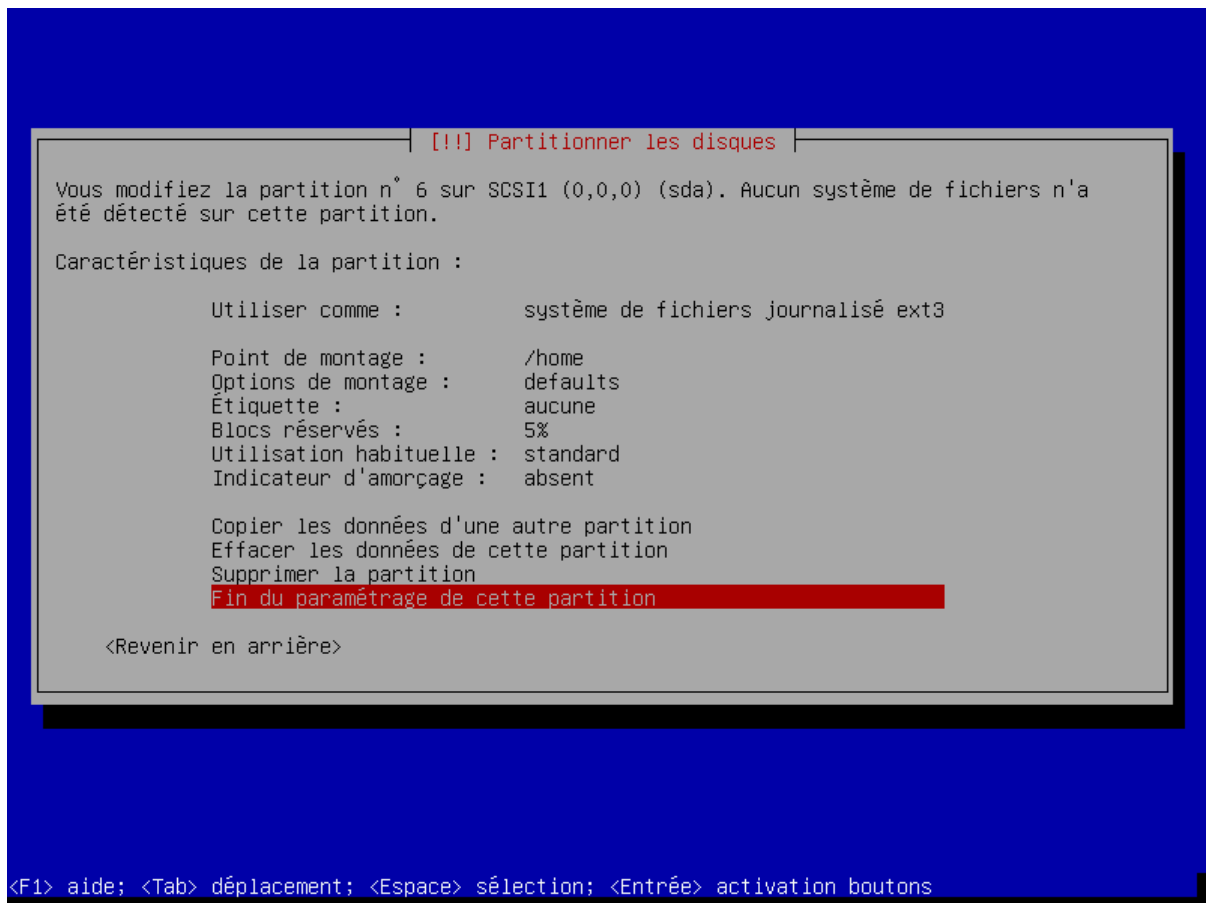 [!!] Partitionner les disques
Vous modifiez la partition n° 6 sur SCSI1 (0,0,0) (sda). Aucun système de fichiers n'a
été détecté sur cette partition.
Caractéristiques de la partition :
Utiliser comme : système de fichiers journalisé ext3
Point de montage : /home
Options de montage : defaults
Étiquette : aucune
Blocs réservés : 5%
Utilisation habituelle : standard
Indicateur d'amorçage : absent
Copier les données d'une autre partition
Effacer les données de cette partition
Supprimer la partition
Fin du paramétrage de cette partition
<Revenir en arrière>
<F1> aide; <Tab> déplacement; <Espace> sélection; <Entrée> activation boutons